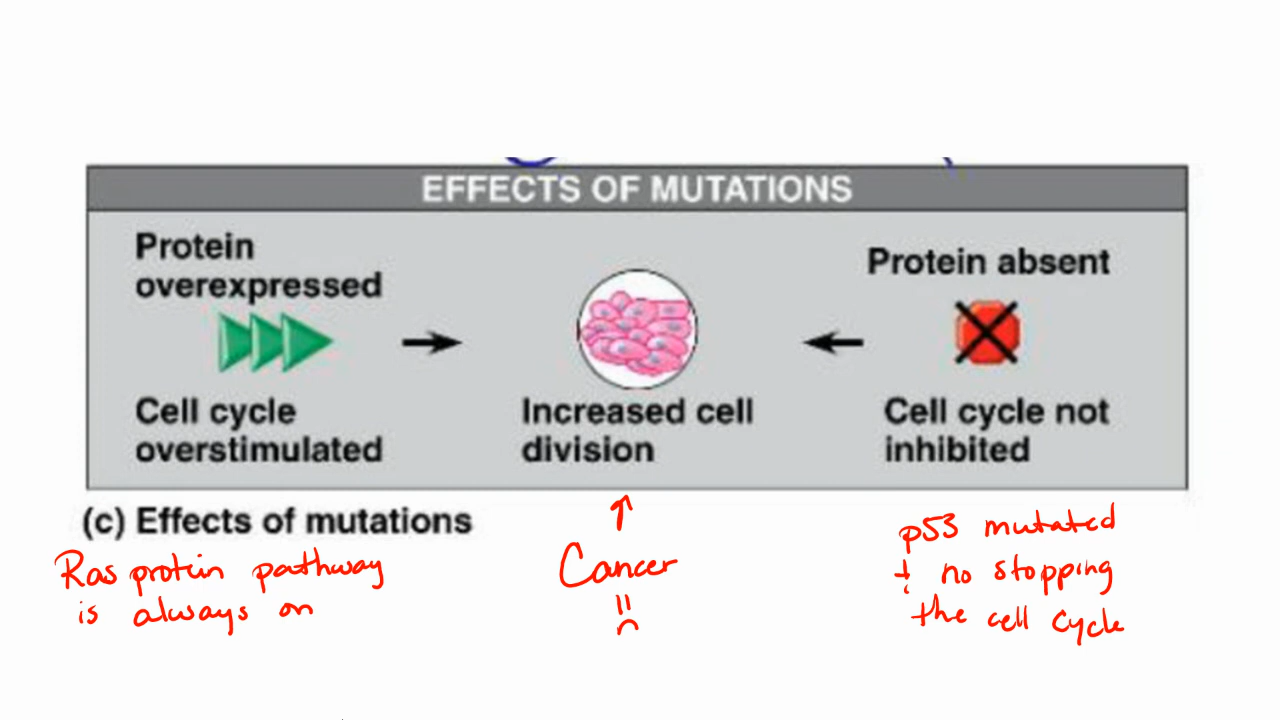 EFFECTS OF MUTATIONS
Protein
overexpressed
Cell cycle
overstimulated
Increased cell
division
Protein absent
Cell cycle not
inhibited
(c) Effects of mutations
Ras protin pathway
is always on
Cancer
p53 mutated
+ no stopping
the cell cycle